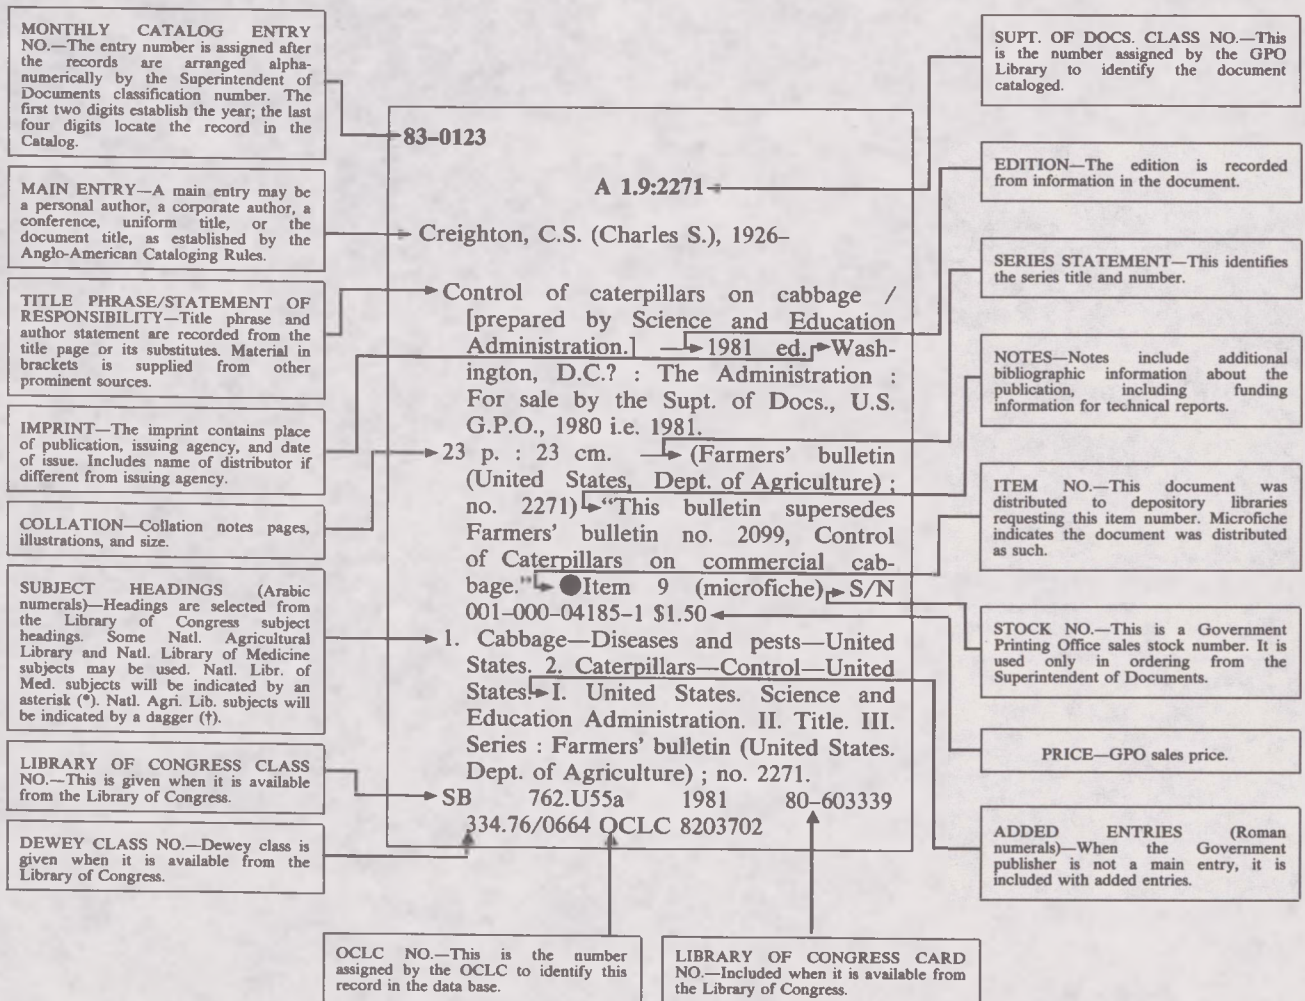 MONTHLY CATALOG ENTRY
NO.—The entry number is assigned after
the records are arranged alpha-
numerically by the Superintendent of
Documents classification number. The
first two digits establish the year; the last
four digits locate the record in the
Catalog.
MAIN ENTRY—A main entry may be
a personal author, a corporate author, a
conference, uniform title, or the
document title, as established by the
Anglo-American Cataloging Rules.
TITLE PHRASE/STATEMENT OF
RESPONSIBILITY—Title phrase and
author statement are recorded from the
title page or its substitutes. Material in
brackets is supplied from other
prominent sources.
IMPRINT—The imprint contains place
of publication, issuing agency, and date
of issue. Includes name of distributor if
different from issuing agency.
COLLATION—Collation notes pages,
illustrations, and size.
SUBJECT HEADINGS (Arabic
numerals)—Headings are selected from
the Library of Congress subject
headings. Some Natl. Agricultural
Library and Natl. Library of Medicine
subjects may be used. Natl. Libr. of
Med. subjects will be indicated by an
asterisk (*). Natl. Agri. Lib. subjects will
be indicated by a dagger (†).
LIBRARY OF CONGRESS CLASS
NO.—This is given when it is available
from the Library of Congress.
DEWEY CLASS NO.—Dewey class is
given when it is available from the
Library of Congress.
83–0123
A 1.9:2271
Creighton, C.S. (Charles S.), 1926–
Control of caterpillars on cabbage /
[prepared by Science and Education
Administration.] 1981 ed. Wash-
ington, D.C.? : The Administration :
For sale by the Supt. of Docs., U.S.
G.P.O., 1980 i.e. 1981.
23 p. : 23 cm. (Farmers' bulletin
(United States, Dept. of Agriculture) ;
no. 2271) “This bulletin supersedes
Farmers' bulletin no. 2099, Control
of Caterpillars on commercial cab-
bage.” ●Item 9 (microfiche) S/N
001–000–04185–1 $1.50
1. Cabbage—Diseases and pests—United
States. 2. Caterpillars—Control—United
States. I. United States. Science and
Education Administration. II. Title. III.
Series : Farmers' bulletin (United States.
Dept. of Agriculture) ; no. 2271.
SB 762.U55a 1981 80–603339
334.76/0664 OCLC 8203702
SUPT. OF DOCS. CLASS NO.—This
is the number assigned by the GPO
Library to identify the document
cataloged.
EDITION—The edition is recorded
from information in the document.
SERIES STATEMENT—This identifies
the series title and number.
NOTES—Notes include additional
bibliographic information about the
publication, including funding
information for technical reports.
ITEM NO.—This document was
distributed to depository libraries
requesting this item number. Microfiche
indicates the document was distributed
as such.
STOCK NO.—This is a Government
Printing Office sales stock number. It is
used only in ordering from the
Superintendent of Documents.
PRICE—GPO sales price.
ADDED ENTRIES (Roman
numerals)—When the Government
publisher is not a main entry, it is
included with added entries.
OCLC NO.—This is the number
assigned by the OCLC to identify this
record in the data base.
LIBRARY OF CONGRESS CARD
NO.—Included when it is available from
the Library of Congress.